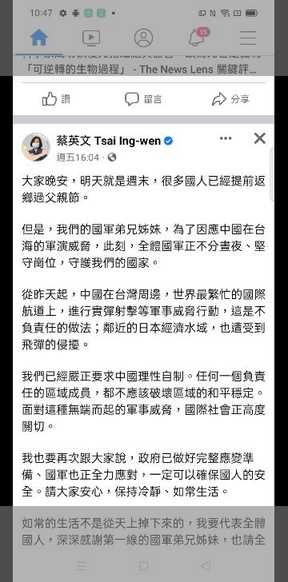 10:47
15
「可逆轉的生物過程」 - The News Lens 關鍵評…
讚 留言 分享
蔡英文 Tsai Ing-wen
週五16:04 ·
大家晚安，明天就是週末，很多國人已經提前返
鄉過父親節。
但是，我們的國軍弟兄姊妹，為了因應中國在台
海的軍演威脅，此刻，全體國軍正不分晝夜、堅
守崗位，守護我們的國家。
從昨天起，中國在台灣周邊，世界最繁忙的國際
航道上，進行實彈射擊等軍事威脅行動，這是不
負責任的做法；鄰近的日本經濟水域，也遭受到
飛彈的侵擾。
我們已經嚴正要求中國理性自制。任何一個負責
任的區域成員，都不應該破壞區域的和平穩定。
面對這種無端而起的軍事威脅，國際社會正高度
關切。
我也要再次跟大家說，政府已做好完整應變準
備、國軍也正全力應對，一定可以確保國人的安
全。請大家安心，保持冷靜、如常生活。
如常的生活不是從天上掉下來的，我要代表全體
國人，深深感謝第一線的國軍弟兄姊妹，也請全